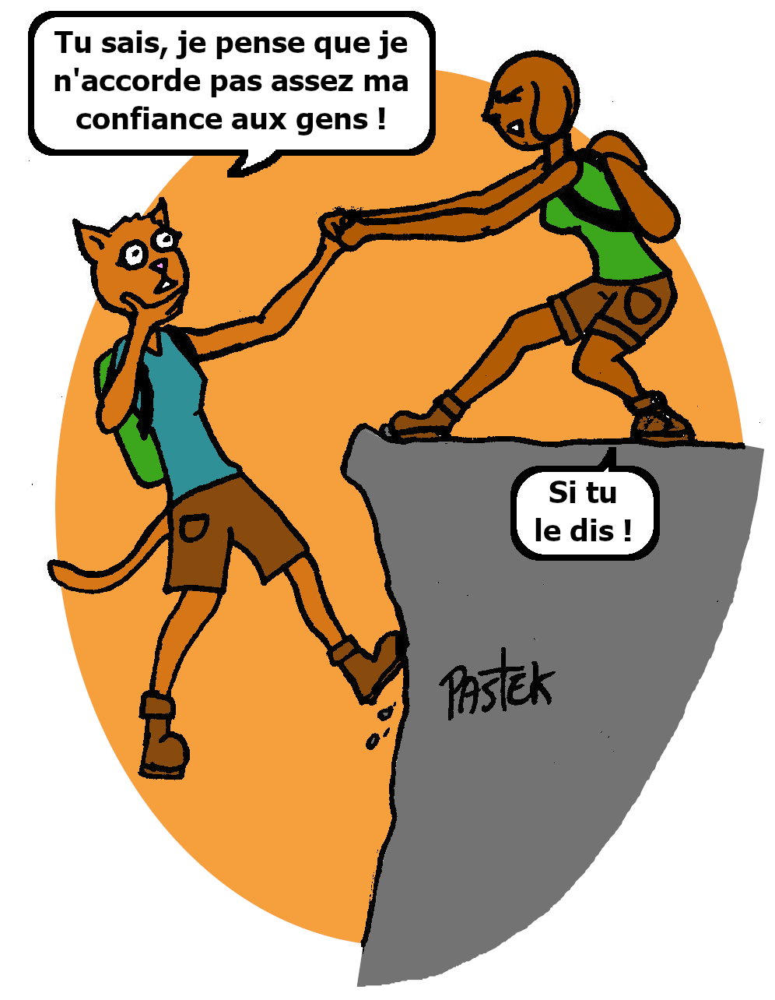 Tu sais, je pense que je
n'accorde pas assez ma
confiance aux gens !
Si tu
le dis !
PASTEK